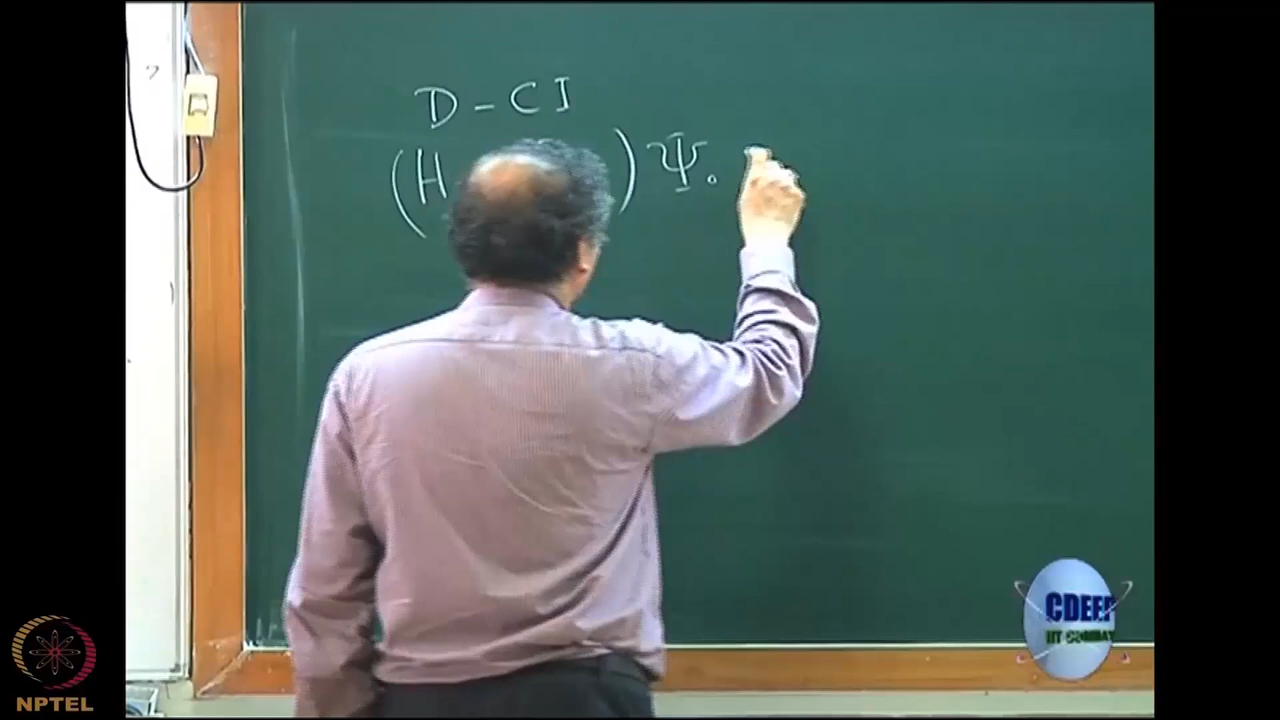 D - CI
(H ) Ψ₀
CDEEP
IIT BOMBAY
NPTEL